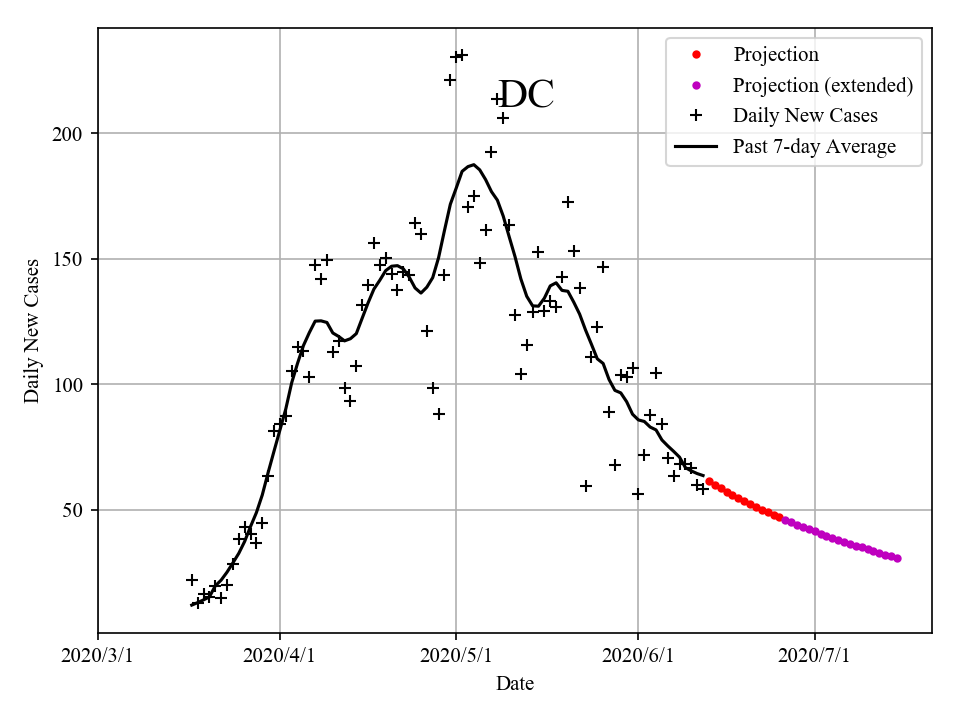 DC
Projection
Projection (extended)
Daily New Cases
Past 7-day Average
Daily New Cases
200
150
100
50
2020/3/1
2020/4/1
2020/5/1
2020/6/1
2020/7/1
Date